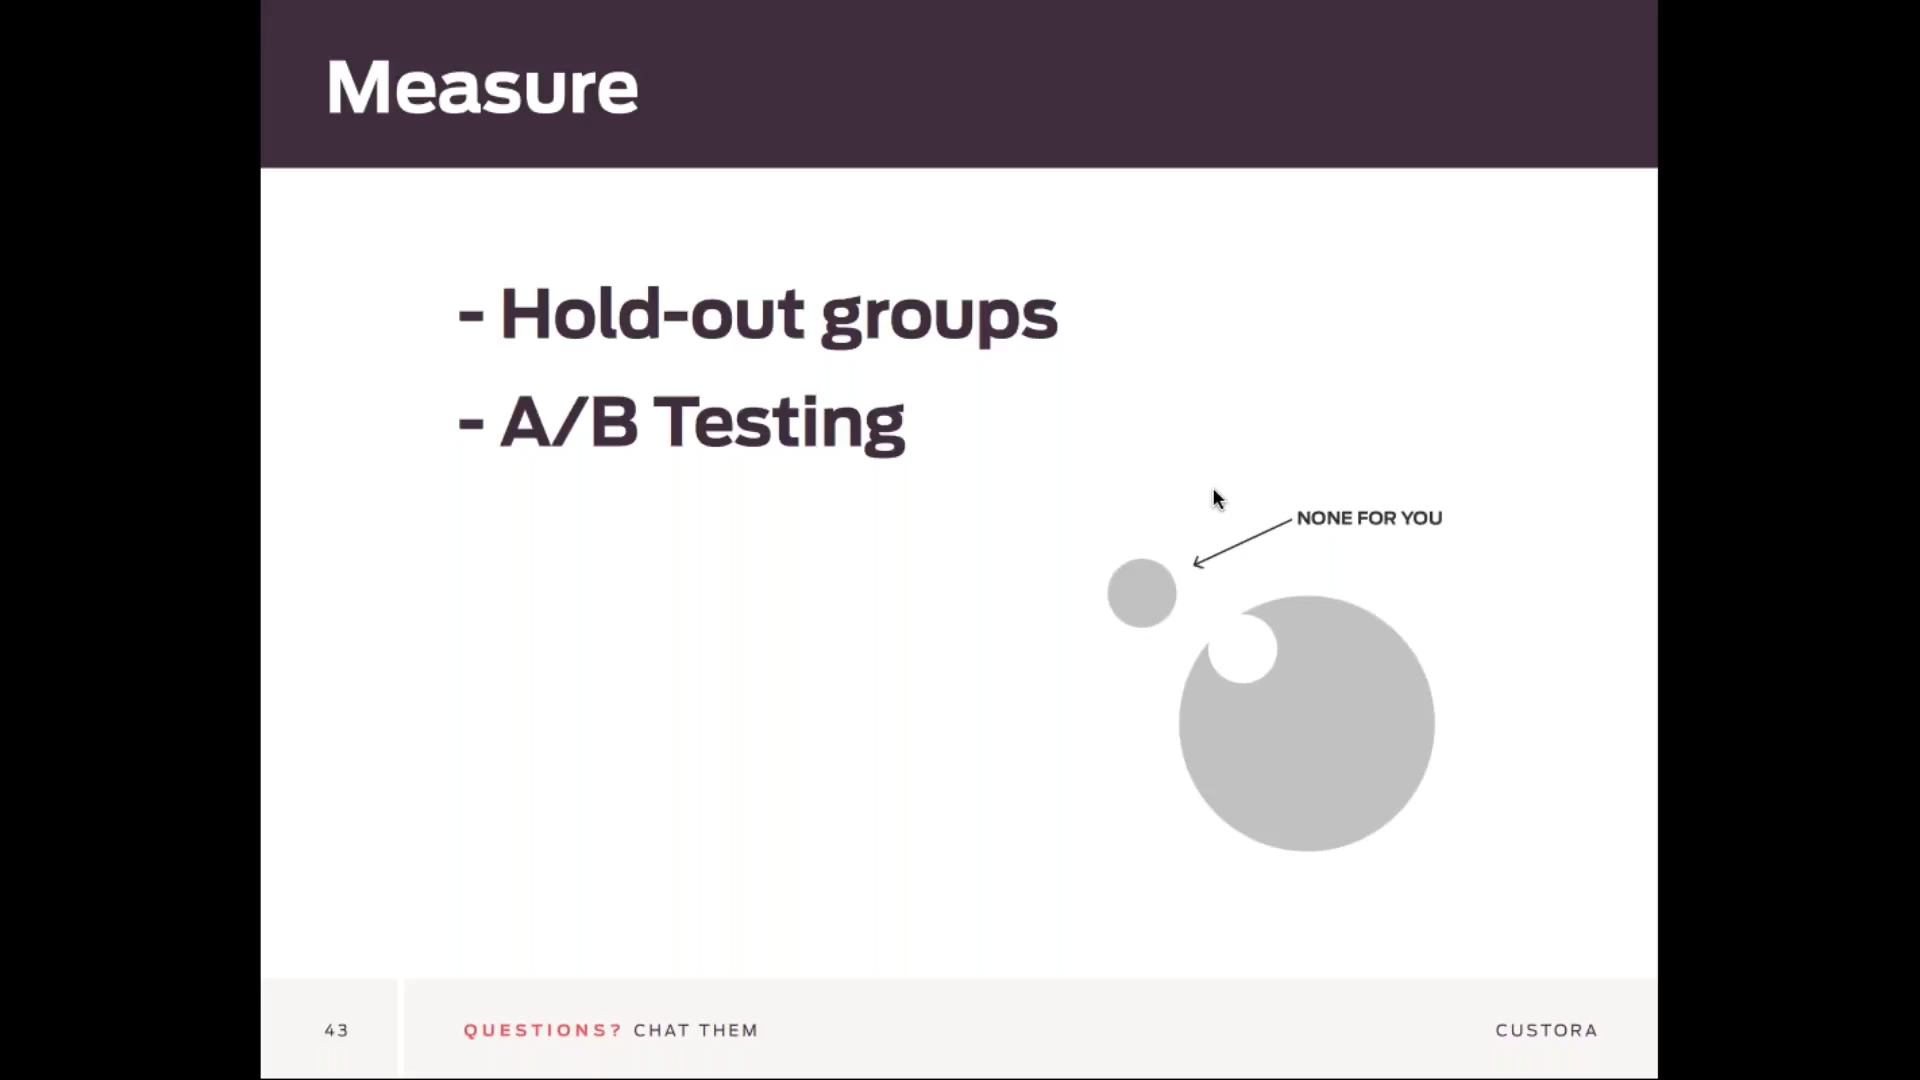 Measure
- Hold-out groups
- A/B Testing
NONE FOR YOU
43
QUESTIONS? CHAT THEM
CUSTORA